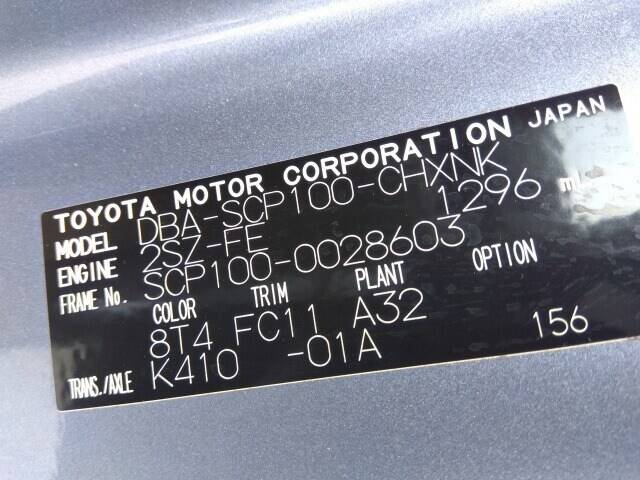 TOYOTA MOTOR CORPORATION JAPAN
MODEL DBA-SCP100-CHXNK
ENGINE 2SZ-FE 1296 mL
FRAME No. SCP100-0028603
COLOR TRIM PLANT OPTION
8T4 FC11 A32
TRANS./AXLE K410 -01A 156